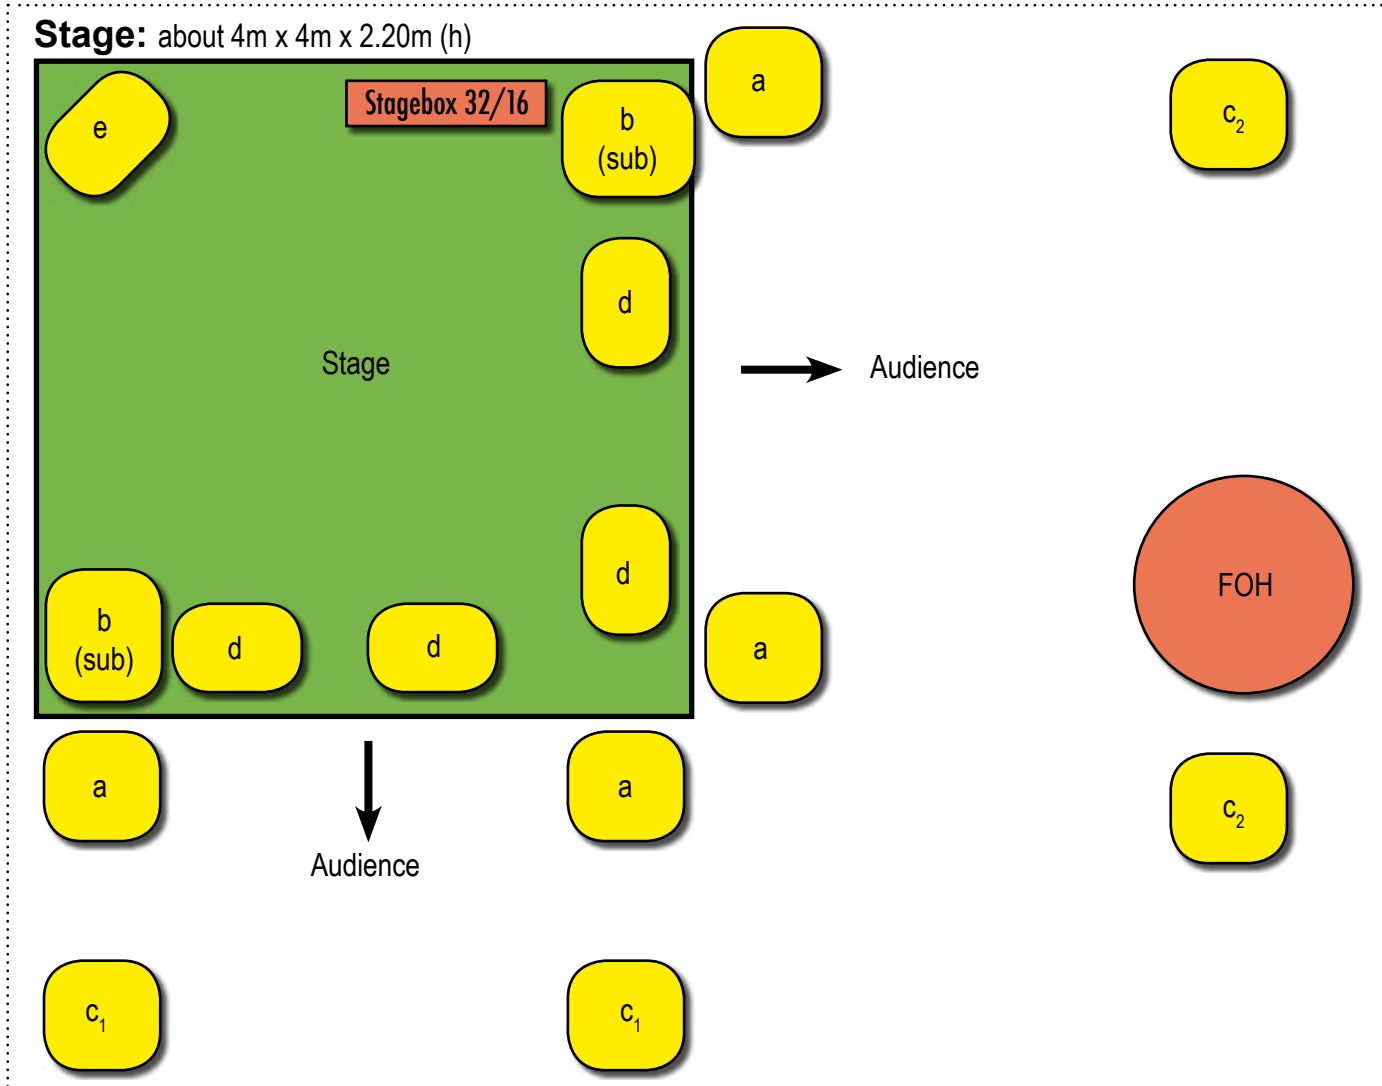 Stage: about 4m x 4m x 2.20m (h)
a
e
Stagebox 32/16
b
(sub)
c₂
d
Stage
Audience
d
FOH
b
(sub)
d
d
a
a
a
c₂
Audience
c₁
c₁